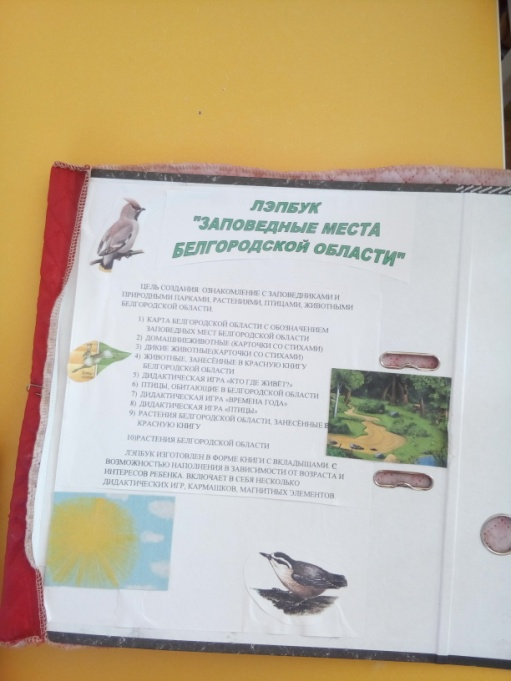 ЛЭПБУК
"ЗАПОВЕДНЫЕ МЕСТА
БЕЛГОРОДСКОЙ ОБЛАСТИ"
ЦЕЛЬ СОЗДАНИЯ: ОЗНАКОМЛЕНИЕ С ЗАПОВЕДНИКАМИ И
ПРИРОДНЫМИ ПАРКАМИ, РАСТЕНИЯМИ, ПТИЦАМИ, ЖИВОТНЫМИ
БЕЛГОРОДСКОЙ ОБЛАСТИ.
1) КАРТА БЕЛГОРОДСКОЙ ОБЛАСТИ С ОБОЗНАЧЕНИЕМ
ЗАПОВЕДНЫХ МЕСТ БЕЛГОРОДСКОЙ ОБЛАСТИ
2) ДОМАШНИЕЖИВОТНЫЕ (КАРТОЧКИ СО СТИХАМИ)
3) ДИКИЕ ЖИВОТНЫЕ(КАРТОЧКИ СО СТИХАМИ)
4) ЖИВОТНЫЕ, ЗАНЕСЁННЫЕ В КРАСНУЮ КНИГУ
БЕЛГОРОДСКОЙ ОБЛАСТИ
5) ДИДАКТИЧЕСКАЯ ИГРА «КТО ГДЕ ЖИВЁТ?»
6) ПТИЦЫ, ОБИТАЮЩИЕ В БЕЛГОРОДСКОЙ ОБЛАСТИ
7) ДИДАКТИЧЕСКАЯ ИГРА «ВРЕМЕНА ГОДА»
8) ДИДАКТИЧЕСКАЯ ИГРА «ПТИЦЫ»
9) РАСТЕНИЯ БЕЛГОРОДСКОЙ ОБЛАСТИ, ЗАНЕСЁННЫЕ В
КРАСНУЮ КНИГУ
10)РАСТЕНИЯ БЕЛГОРОДСКОЙ ОБЛАСТИ
ЛЭПБУК ИЗГОТОВЛЕН В ФОРМЕ КНИГИ С ВКЛАДЫШАМИ С
ВОЗМОЖНОСТЬЮ НАПОЛНЕНИЯ В ЗАВИСИМОСТИ ОТ ВОЗРАСТА И
ИНТЕРЕСОВ РЕБЕНКА. ВКЛЮЧАЕТ В СЕБЯ НЕСКОЛЬКО
ДИДАКТИЧЕСКИХ ИГР, КАРМАШКОВ, МАГНИТНЫХ ЭЛЕМЕНТОВ.